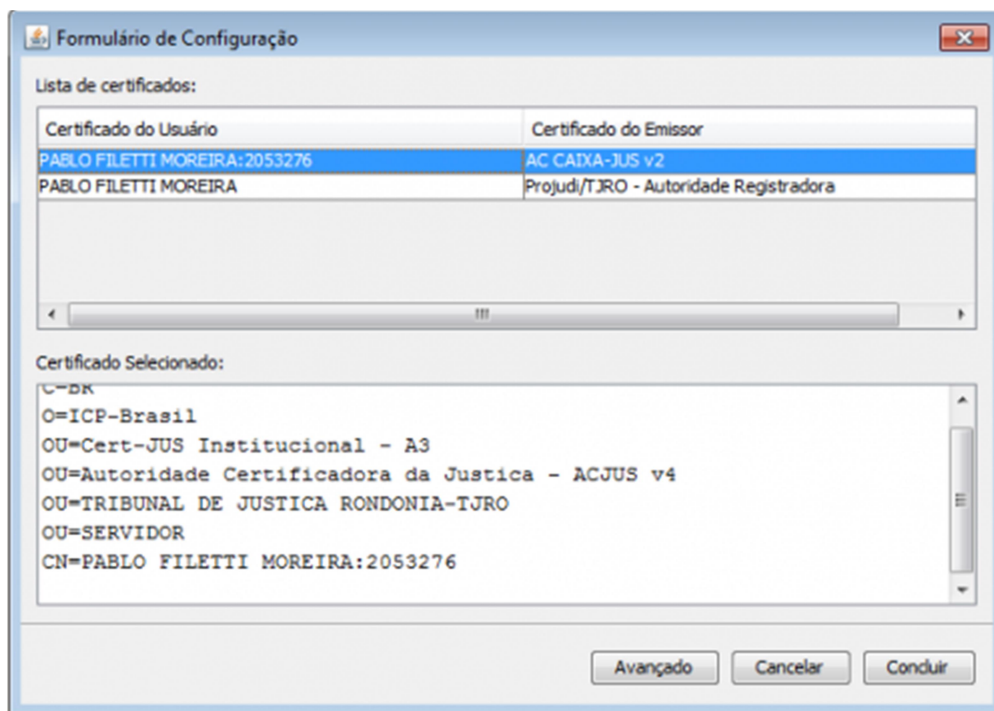 Formulário de Configuração
Lista de certificados:
Certificado do Usuário Certificado do Emissor
PABLO FILETTI MOREIRA:2053276 AC CAIXA-JUS v2
PABLO FILETTI MOREIRA Projudi/TJRO - Autoridade Registradora
Certificado Selecionado:
C=BR
O=ICP-Brasil
OU=Cert-JUS Institucional - A3
OU=Autoridade Certificadora da Justica - ACJUS v4
OU=TRIBUNAL DE JUSTICA RONDONIA-TJRO
OU=SERVIDOR
CN=PABLO FILETTI MOREIRA:2053276
Avançado Cancelar Concluir